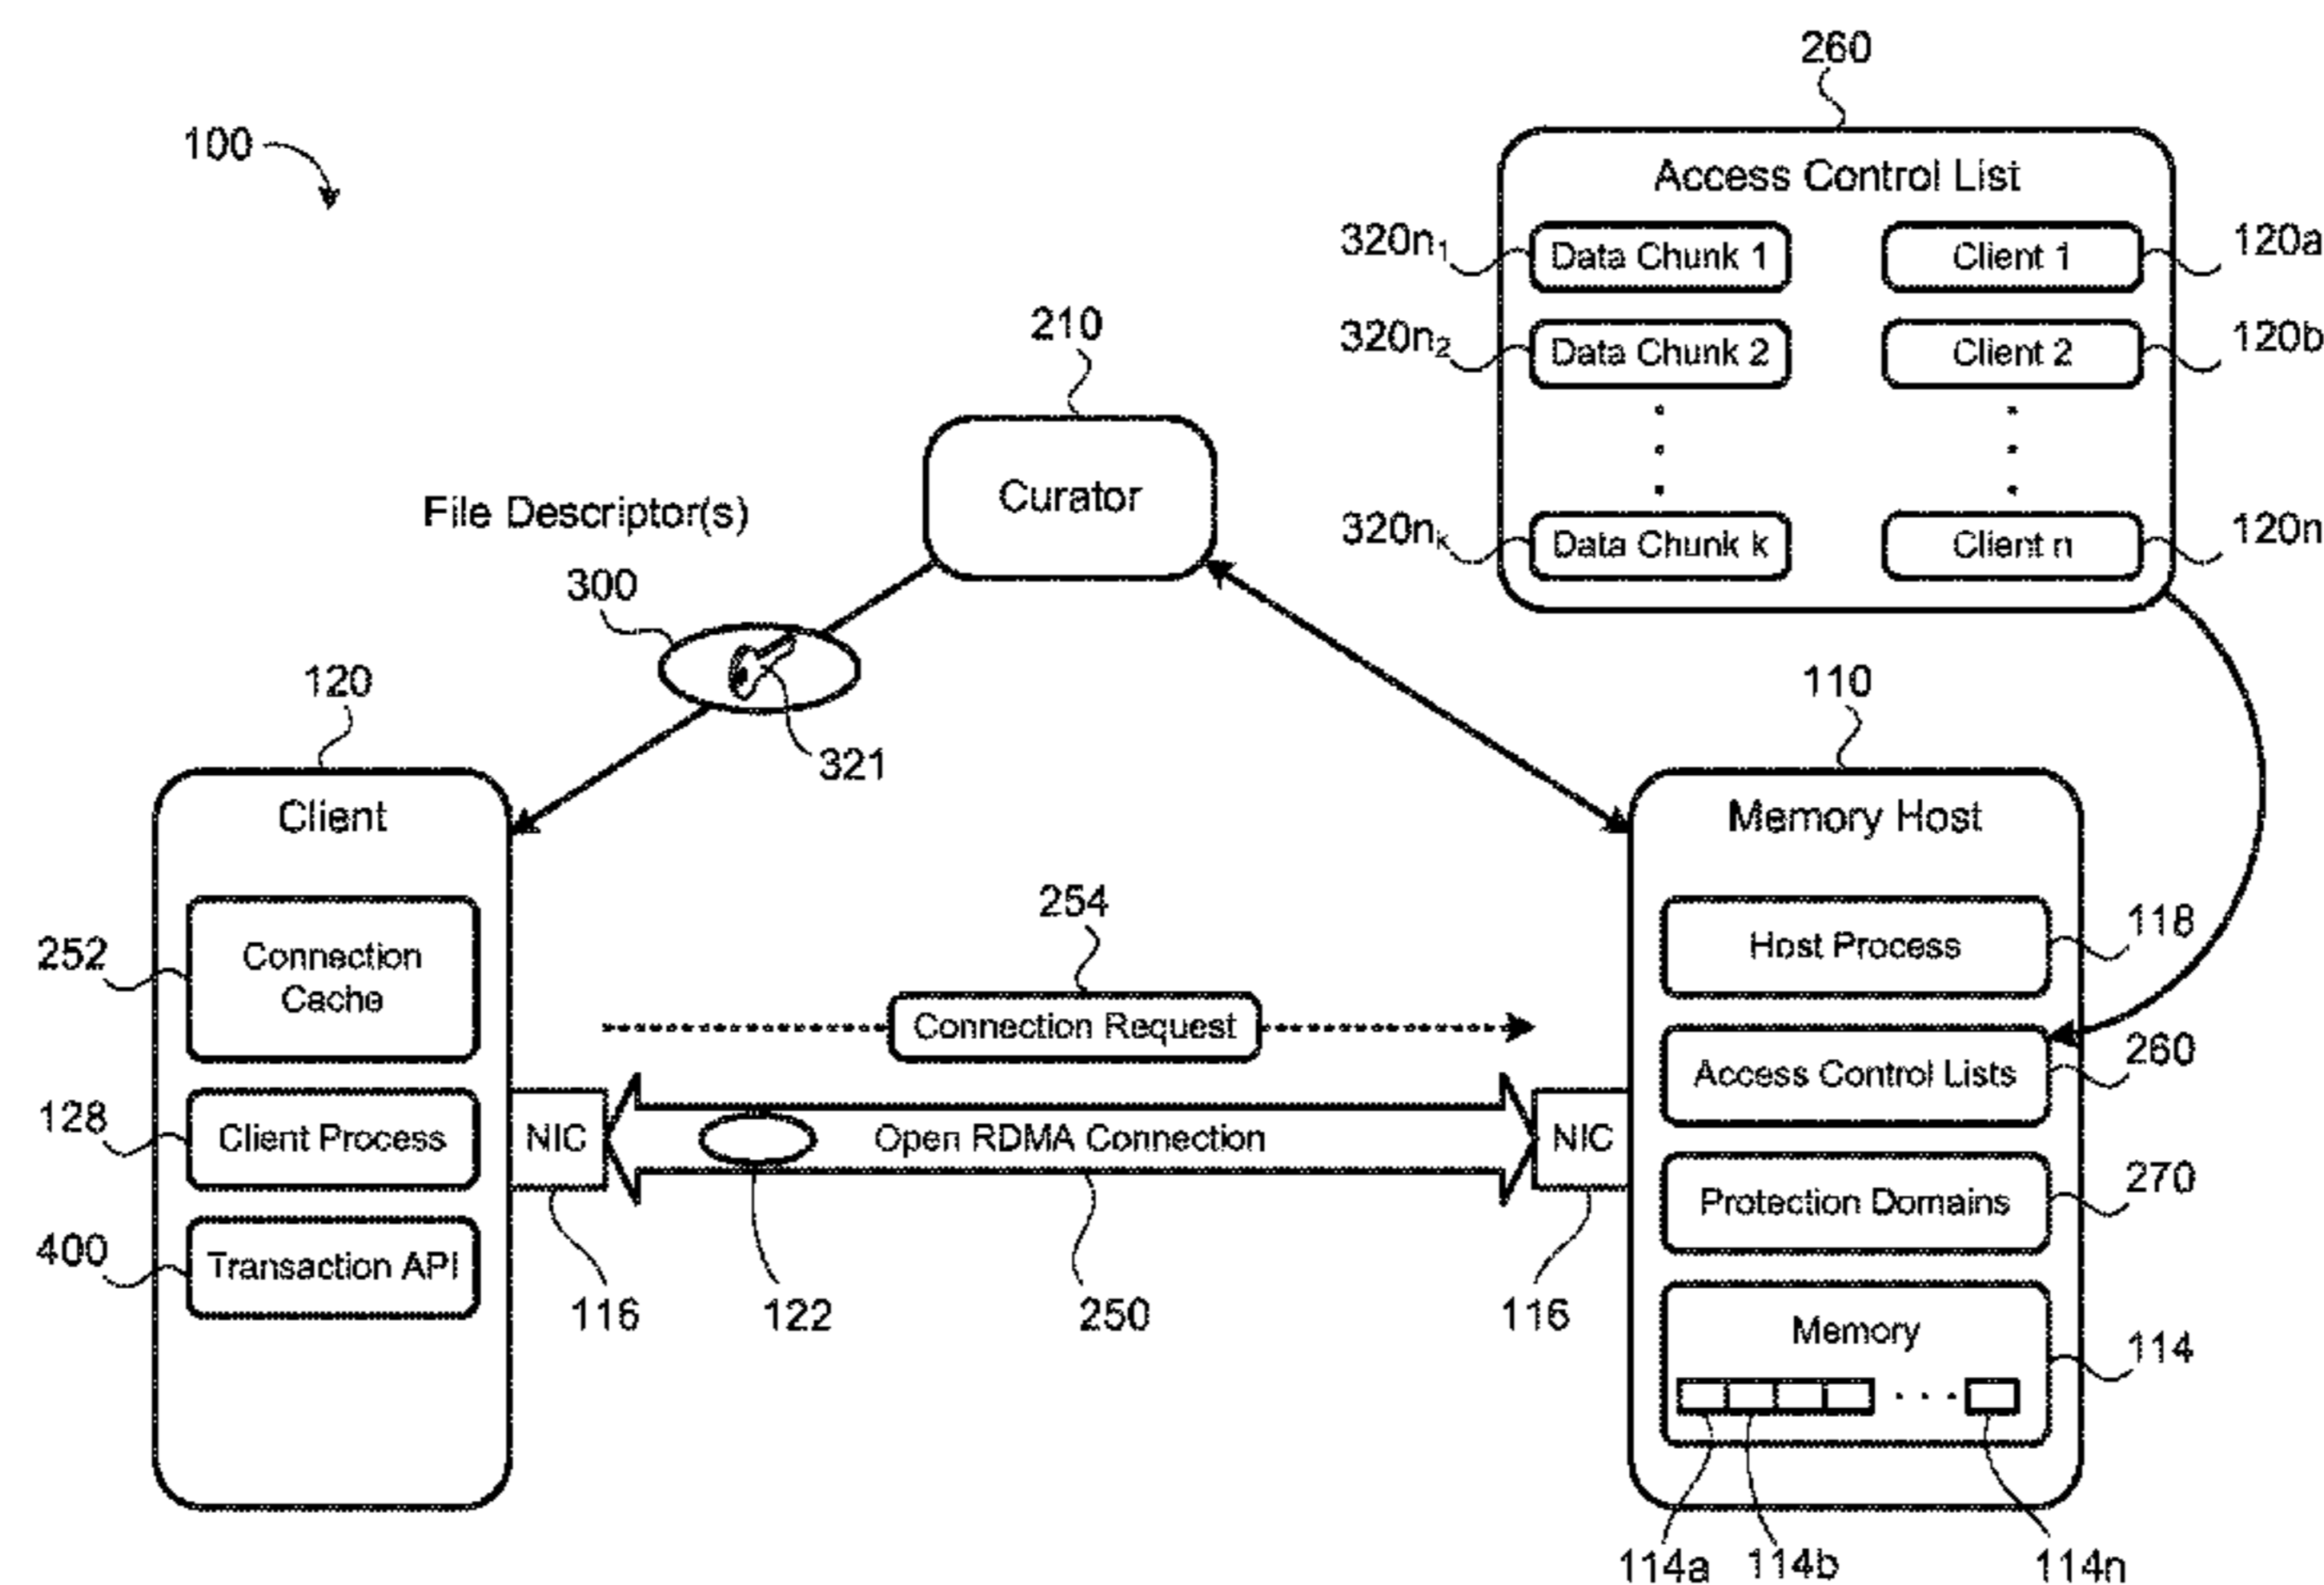 260
100
Access Control List
320n1
Data Chunk 1
Client 1
120a
320n2
Data Chunk 2
Client 2
120b
210
Curator
File Descriptor(s)
320nk
Data Chunk k
Client n
120n
300
321
120
110
Client
Memory Host
252
Connection
Cache
254
Connection Request
Host Process
118
Access Control Lists
260
128
Client Process
NIC
Open RDMA Connection
NIC
Protection Domains
270
400
Transaction API
116
122
250
116
Memory
114
114a
114b
114n